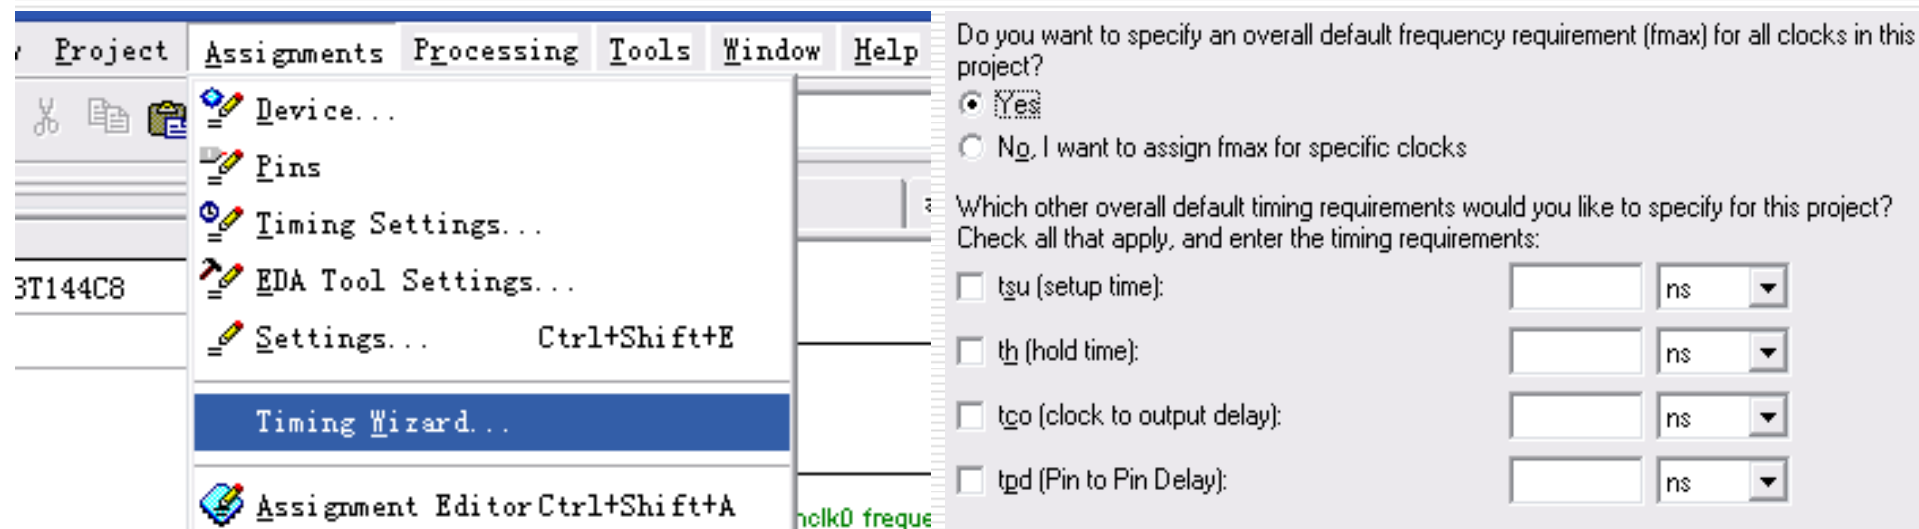 Project Assignments Processing Tools Window Help
Device...
Pins
Timing Settings...
3T144C8
EDA Tool Settings...
Settings... Ctrl+Shift+E
Timing Wizard...
Assignment Editor Ctrl+Shift+A
nclk0 freque
Do you want to specify an overall default frequency requirement (fmax) for all clocks in this
project?
Yes
No, I want to assign fmax for specific clocks
Which other overall default timing requirements would you like to specify for this project?
Check all that apply, and enter the timing requirements:
tsu (setup time): ns
th (hold time): ns
tco (clock to output delay): ns
tpd (Pin to Pin Delay): ns